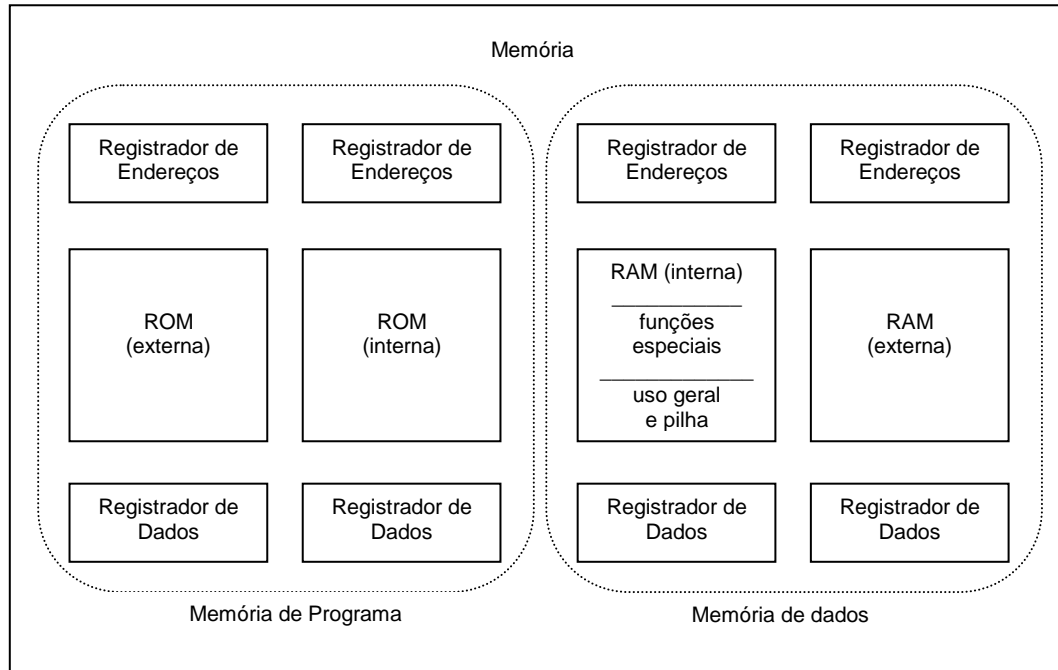 Memória
Registrador de
Endereços
Registrador de
Endereços
Registrador de
Endereços
Registrador de
Endereços
ROM
(externa)
ROM
(interna)
RAM (interna)
funções
especiais
uso geral
e pilha
RAM
(externa)
Registrador de
Dados
Registrador de
Dados
Registrador de
Dados
Registrador de
Dados
Memória de Programa
Memória de dados